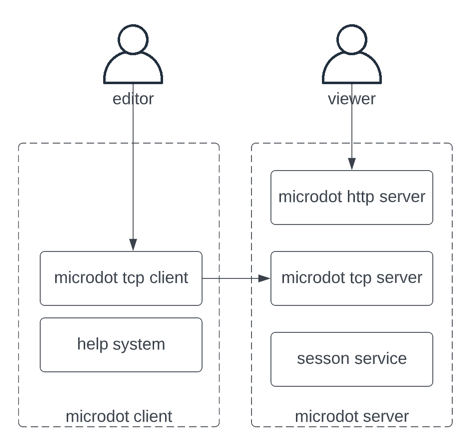 editor
viewer
microdot http server
microdot tcp client
microdot tcp server
help system
sesson service
microdot client
microdot server